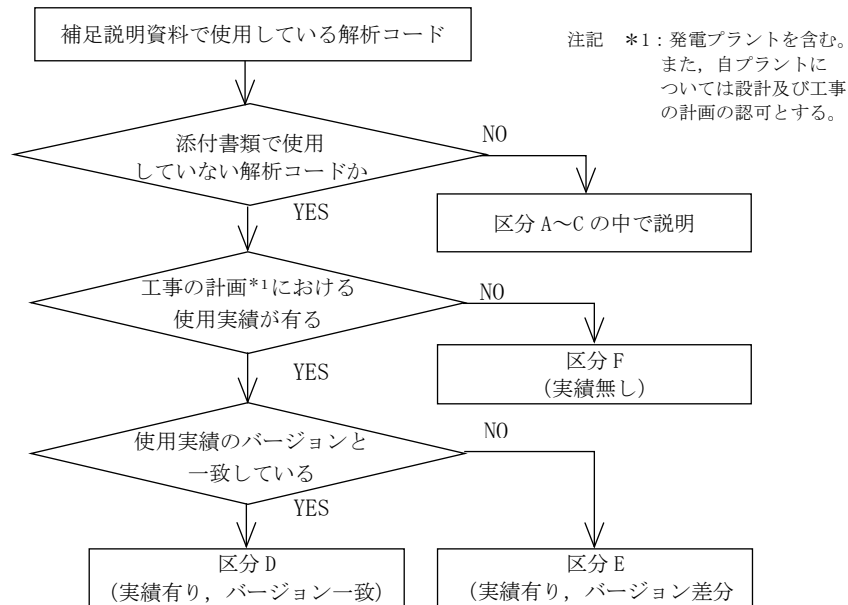 補足説明資料で使用している解析コード
注記　＊1：発電プラントを含む。
また，自プラントに
ついては設計及び工事
の計画の認可とする。
添付書類で使用
していない解析コードか
NO
YES
区分 A～C の中で説明
工事の計画*1における
使用実績が有る
NO
YES
区分 F
（実績無し）
使用実績のバージョンと
一致している
NO
YES
区分 D
（実績有り，バージョン一致）
区分 E
（実績有り，バージョン差分